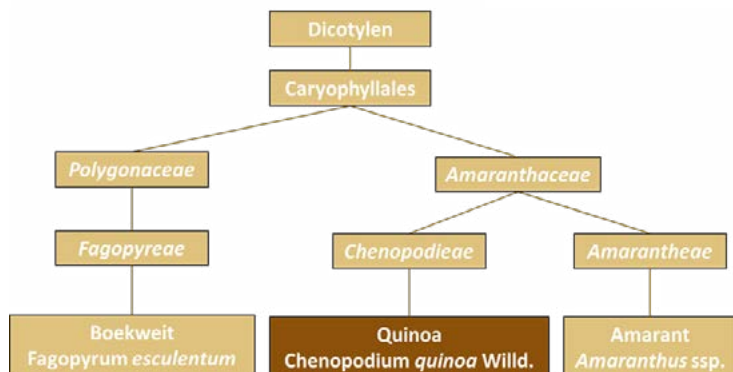 Dicotylen
Caryophyllales
Polygonaceae
Amaranthaceae
Fagopyreae
Chenopodieae
Amarantheae
Boekweit
Fagopyrum esculentum
Quinoa
Chenopodium quinoa Willd.
Amarant
Amaranthus ssp.